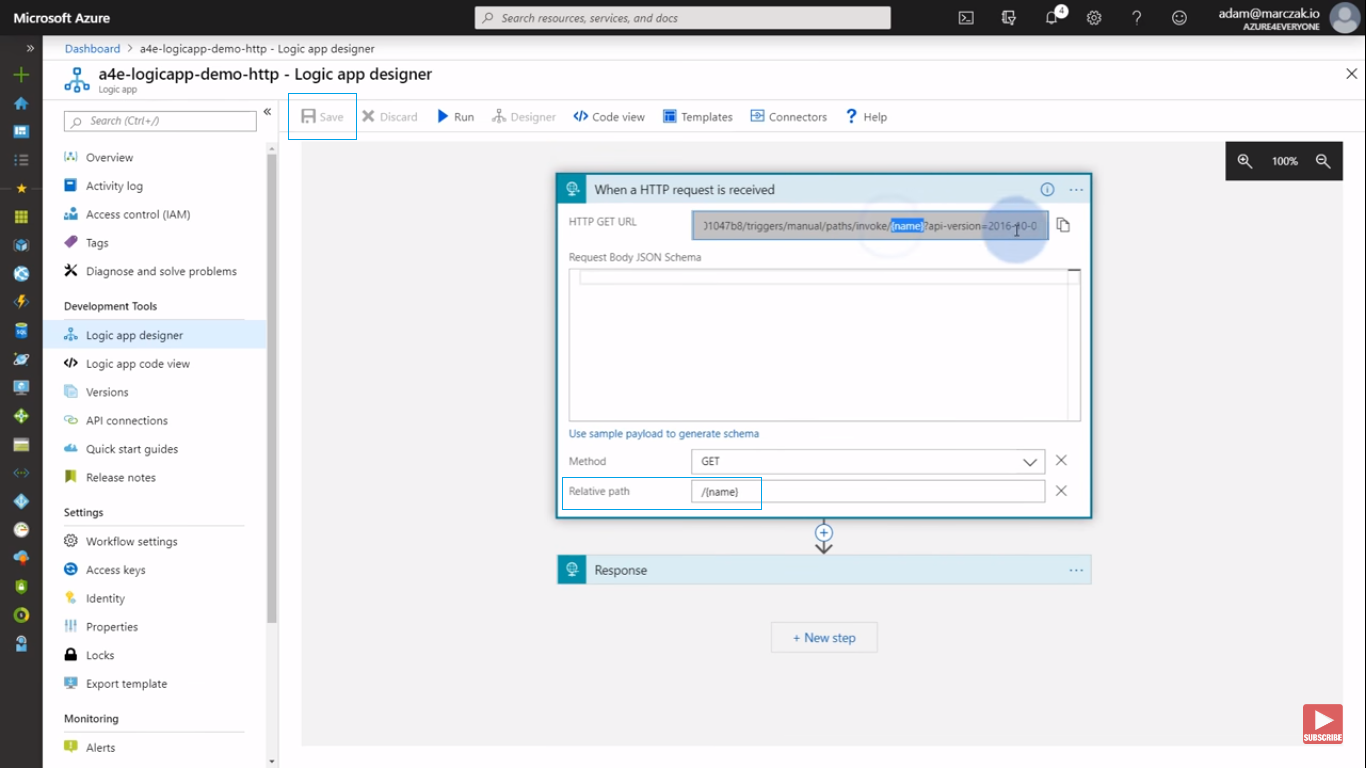 Microsoft Azure
Search resources, services, and docs
4
adam@marczak.io
AZURE4EVERYONE
Dashboard > a4e-logicapp-demo-http - Logic app designer
a4e-logicapp-demo-http - Logic app designer
Logic app
Search (Ctrl+/)
Overview
Activity log
Access control (IAM)
Tags
Diagnose and solve problems
Development Tools
Logic app designer
Logic app code view
Versions
API connections
Quick start guides
Release notes
Settings
Workflow settings
Access keys
Identity
Properties
Locks
Export template
Monitoring
Alerts
Save
Discard
Run
Designer
Code view
Templates
Connectors
Help
100%
When a HTTP request is received
HTTP GET URL
01047b8/triggers/manual/paths/invoke/{name}?api-version=2016-10-0
Request Body JSON Schema
Use sample payload to generate schema
Method
GET
Relative path
/{name}
Response
+ New step
SUBSCRIBE